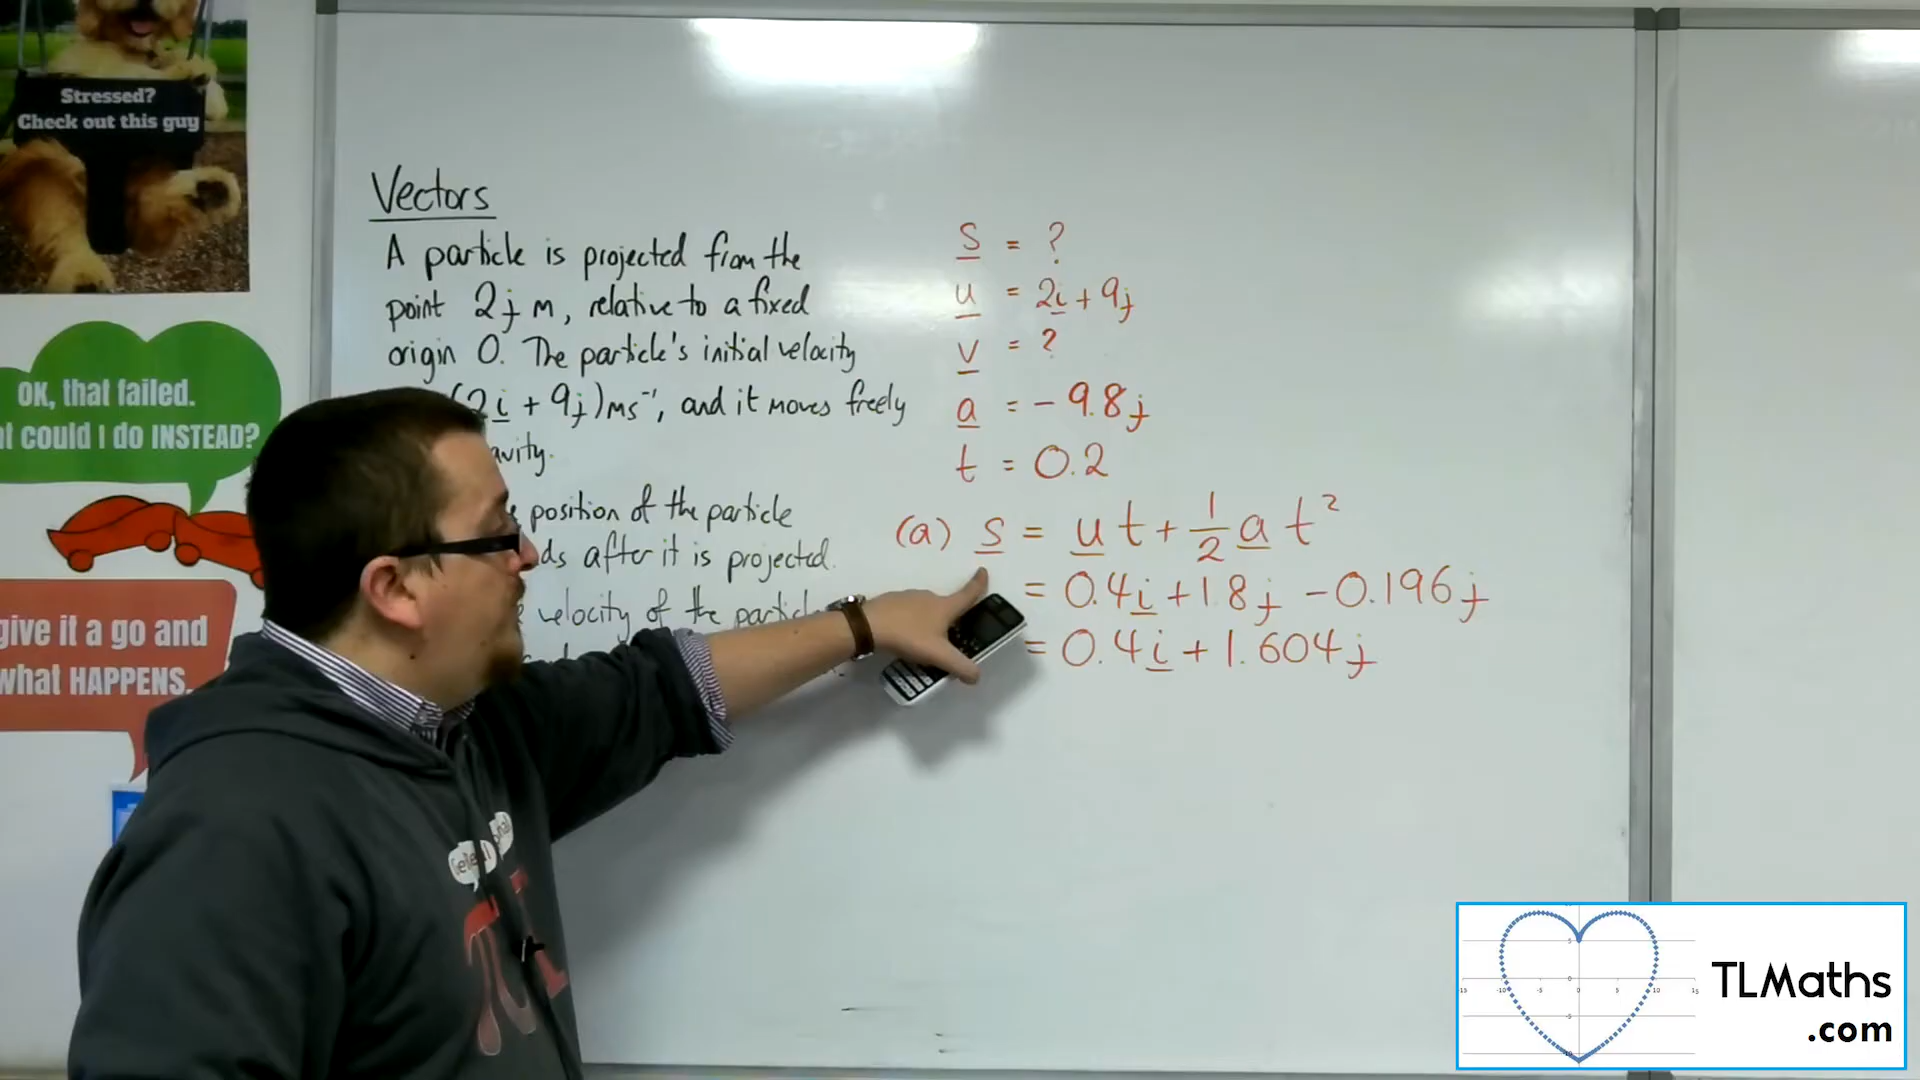 Stressed?
Check out this guy
OK, that failed.
could I do INSTEAD?
give it a go and
what HAPPENS.
Vectors
A particle is projected from the
point 2j m, relative to a fixed
origin O. The particle's initial velocity
(2i + 9j) ms⁻¹, and it moves freely
position of the particle
after it is projected.
velocity of the
s = ?
u = 2i + 9j
v = ?
a = -9.8j
t = 0.2
(a) s = ut + 1/2 at²
= 0.4i + 1.8j - 0.196j
= 0.4i + 1.604j
TLMaths
.com